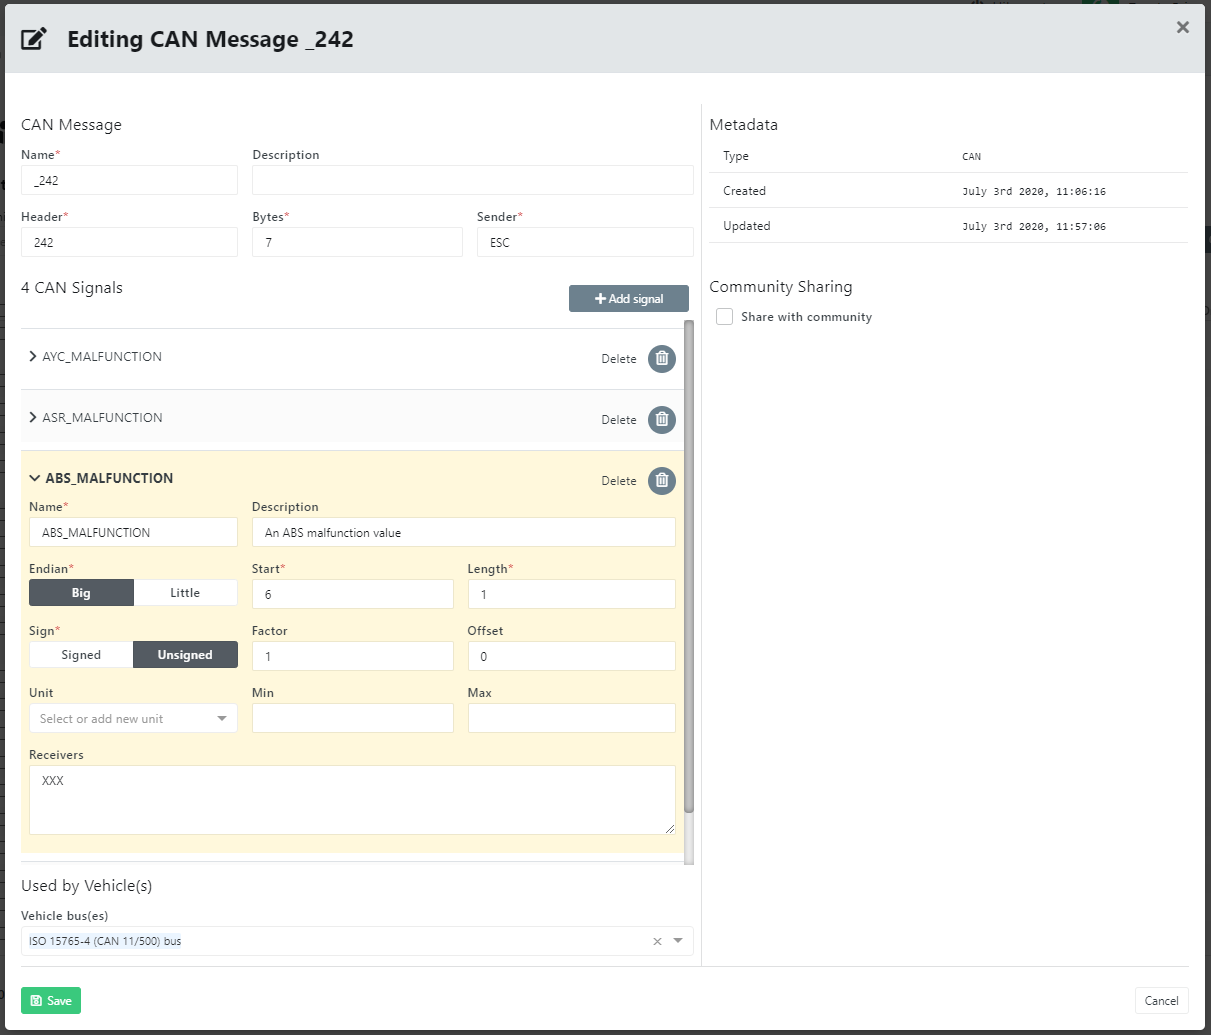 Editing CAN Message _242
CAN Message
Name*
Description
_242
Header*
Bytes*
Sender*
242
7
ESC
4 CAN Signals
Add signal
AYC_MALFUNCTION
Delete
ASR_MALFUNCTION
Delete
ABS_MALFUNCTION
Delete
Name*
Description
ABS_MALFUNCTION
An ABS malfunction value
Endian*
Start*
Length*
Big
Little
6
1
Sign*
Factor
Offset
Signed
Unsigned
1
0
Unit
Min
Max
Select or add new unit
Receivers
XXX
Used by Vehicle(s)
Vehicle bus(es)
ISO 15765-4 (CAN 11/500) bus
Metadata
Type
CAN
Created
July 3rd 2020, 11:06:16
Updated
July 3rd 2020, 11:57:06
Community Sharing
Share with community
Save
Cancel